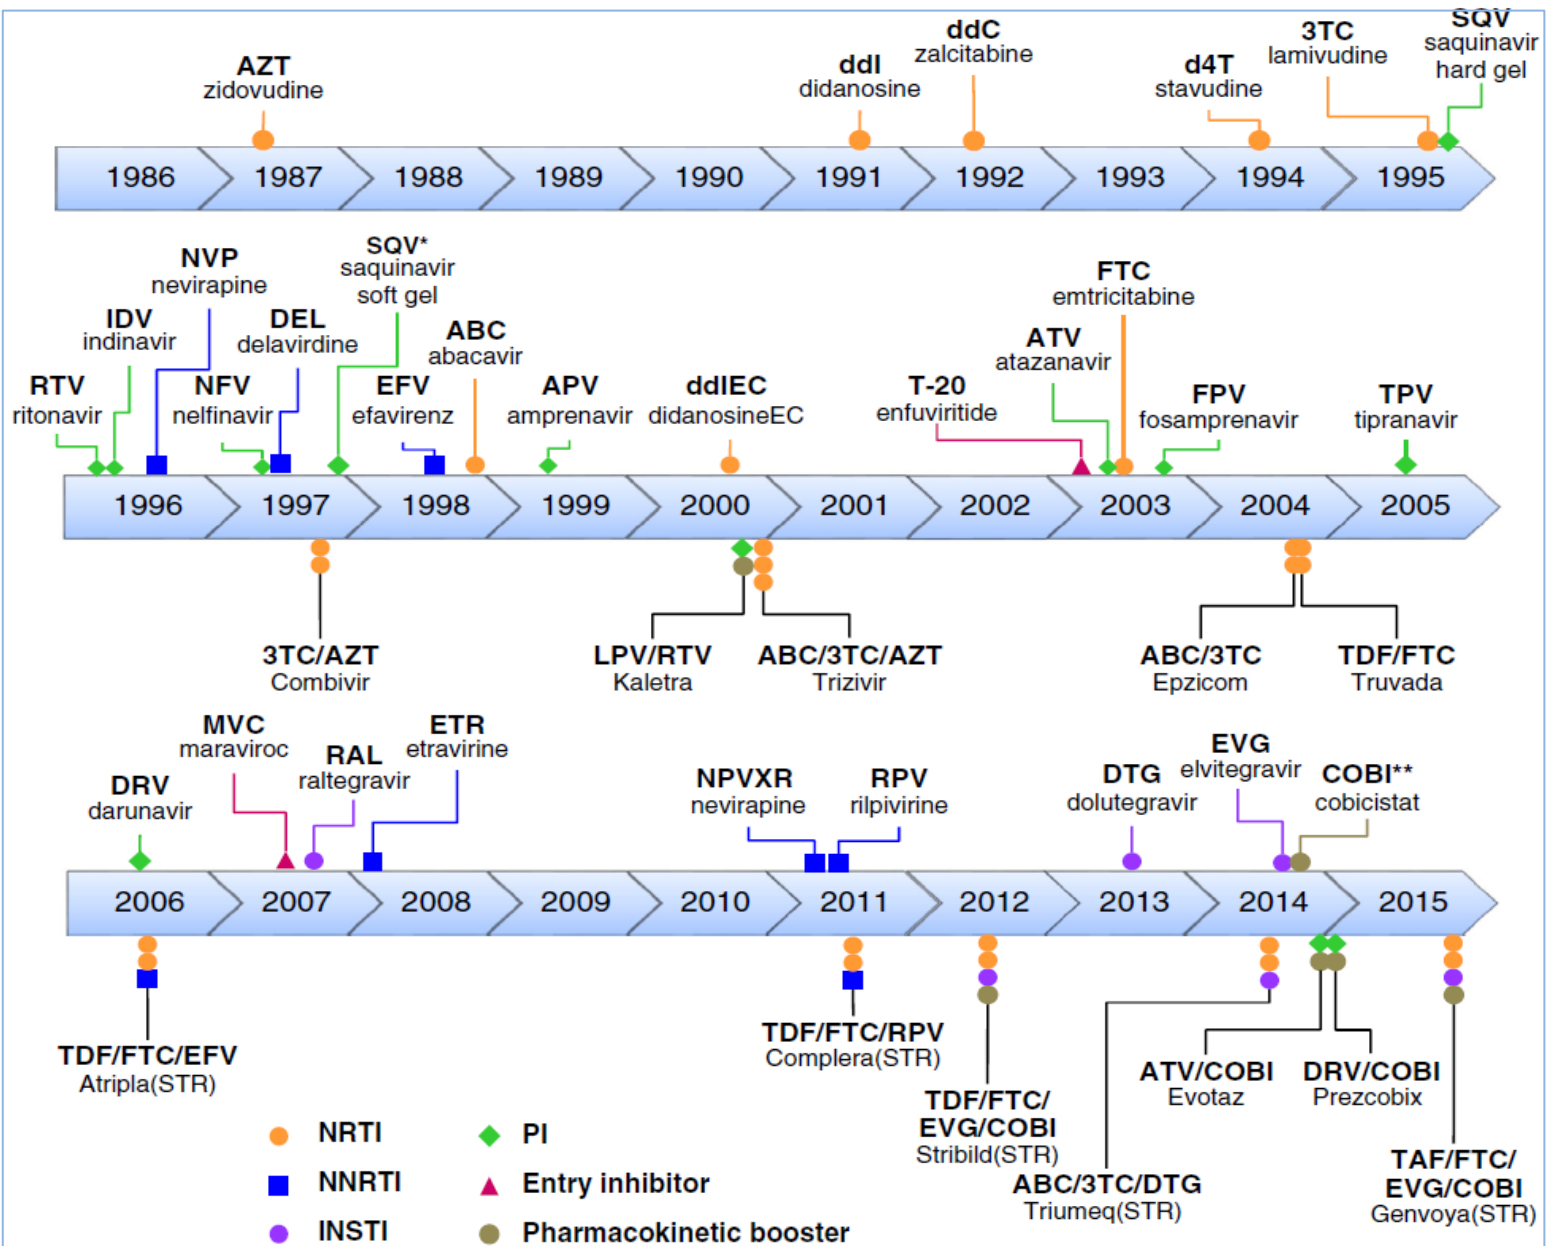 AZT
zidovudine
ddI
didanosine
ddC
zalcitabine
d4T
stavudine
3TC
lamivudine
SQV
saquinavir
hard gel
1986
1987
1988
1989
1990
1991
1992
1993
1994
1995
RTV
ritonavir
IDV
indinavir
NVP
nevirapine
NFV
nelfinavir
DEL
delavirdine
SQV*
saquinavir
soft gel
EFV
efavirenz
ABC
abacavir
APV
amprenavir
ddIEC
didanosineEC
T-20
enfuviritide
ATV
atazanavir
FTC
emtricitabine
FPV
fosamprenavir
TPV
tipranavir
1996
1997
1998
1999
2000
2001
2002
2003
2004
2005
3TC/AZT
Combivir
LPV/RTV
Kaletra
ABC/3TC/AZT
Trizivir
ABC/3TC
Epzicom
TDF/FTC
Truvada
DRV
darunavir
MVC
maraviroc
RAL
raltegravir
ETR
etravirine
NPVXR
nevirapine
RPV
rilpivirine
DTG
dolutegravir
EVG
elvitegravir
COBI**
cobicistat
2006
2007
2008
2009
2010
2011
2012
2013
2014
2015
TDF/FTC/EFV
Atripla(STR)
TDF/FTC/RPV
Complera(STR)
TDF/FTC/
EVG/COBI
Stribild(STR)
ABC/3TC/DTG
Triumeq(STR)
ATV/COBI
Evotaz
DRV/COBI
Prezcobix
TAF/FTC/
EVG/COBI
Genvoya(STR)
NRTI
NNRTI
INSTI
PI
Entry inhibitor
Pharmacokinetic booster